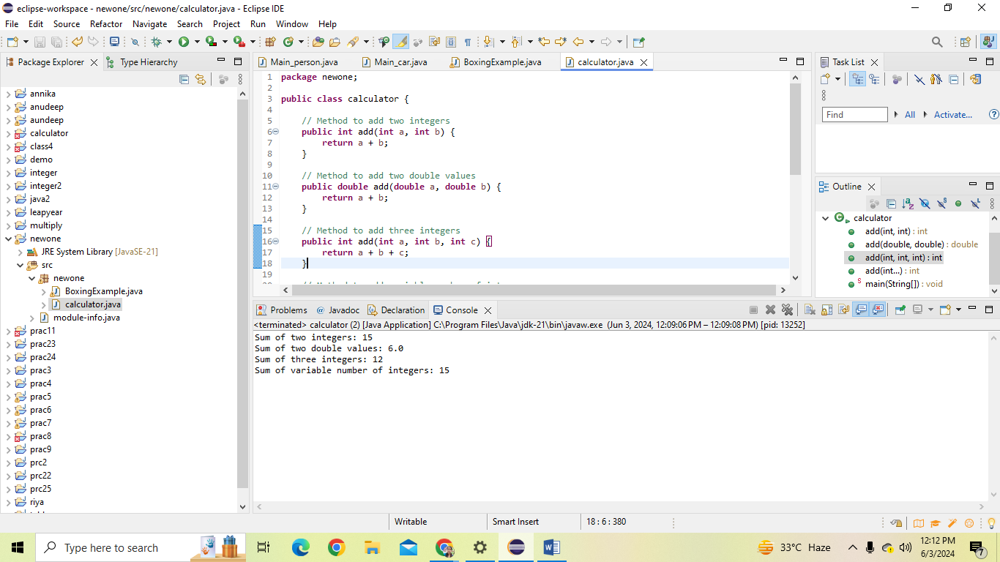 eclipse-workspace - newone/src/newone/calculator.java - Eclipse IDE
File Edit Source Refactor Navigate Search Project Run Window Help
Package Explorer Type Hierarchy
annika
anudeep
aundeep
calculator
class4
demo
integer
integer2
java2
leapyear
multiply
newone
JRE System Library [JavaSE-21]
src
newone
BoxingExample.java
calculator.java
module-info.java
prac11
prac23
prac24
prac3
prac4
prac5
prac6
prac7
prac8
prac9
prc2
prc22
prc25
riya
Main_person.java Main_car.java BoxingExample.java calculator.java
1 package newone;
2
3 public class calculator {
4
5 // Method to add two integers
6 public int add(int a, int b) {
7 return a + b;
8 }
9
10 // Method to add two double values
11 public double add(double a, double b) {
12 return a + b;
13 }
14
15 // Method to add three integers
16 public int add(int a, int b, int c) {
17 return a + b + c;
18 }
19
Task List
Find All Activate...
Outline
calculator
add(int, int) : int
add(double, double) : double
add(int, int, int) : int
add(int...) : int
main(String[]) : void
Problems @ Javadoc Declaration Console
<terminated> calculator (2) [Java Application] C:\Program Files\Java\jdk-21\bin\javaw.exe (Jun 3, 2024, 12:09:06 PM – 12:09:08 PM) [pid: 13252]
Sum of two integers: 15
Sum of two double values: 6.0
Sum of three integers: 12
Sum of variable number of integers: 15
Writable Smart Insert 18 : 6 : 380
Type here to search
33°C Haze
12:12 PM
6/3/2024
7